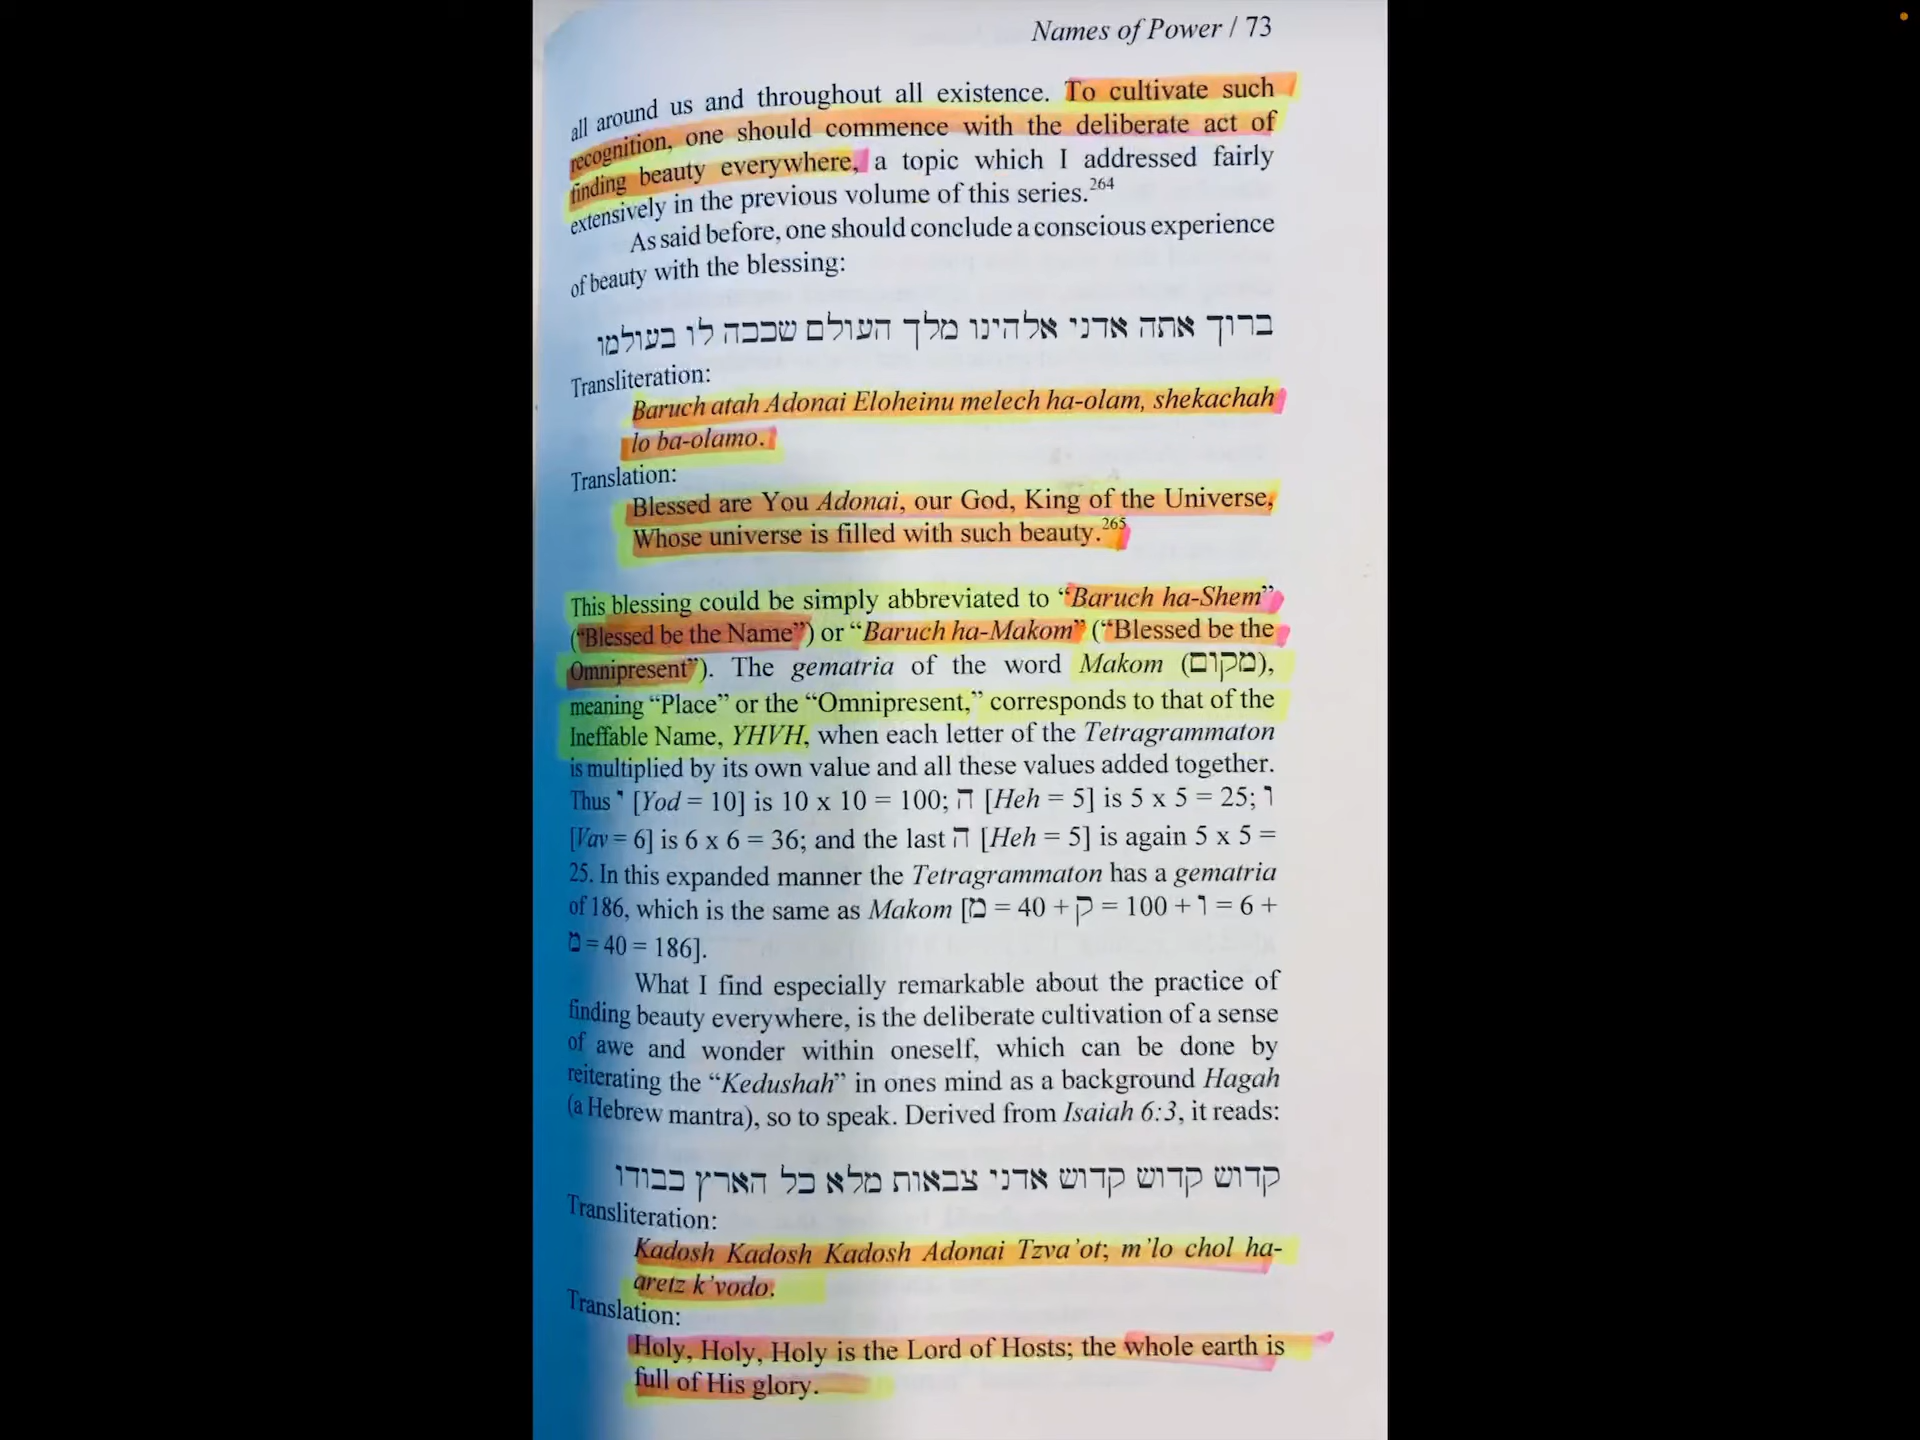 Names of Power / 73
all around us and throughout all existence. To cultivate such
recognition, one should commence with the deliberate act of
finding beauty everywhere, a topic which I addressed fairly
extensively in the previous volume of this series.264
As said before, one should conclude a conscious experience
of beauty with the blessing:
ברוך אתה אדני אלהינו מלך העולם שככה לו בעולמו
Transliteration:
Baruch atah Adonai Eloheinu melech ha-olam, shekachah
lo ba-olamo.
Translation:
Blessed are You Adonai, our God, King of the Universe,
Whose universe is filled with such beauty.265
This blessing could be simply abbreviated to “Baruch ha-Shem”
(“Blessed be the Name”) or “Baruch ha-Makom” (“Blessed be the
Omnipresent”). The gematria of the word Makom (מקום),
meaning “Place” or the “Omnipresent,” corresponds to that of the
Ineffable Name, YHVH, when each letter of the Tetragrammaton
is multiplied by its own value and all these values added together.
Thus י [Yod = 10] is 10 x 10 = 100; ה [Heh = 5] is 5 x 5 = 25; ו
[Vav = 6] is 6 x 6 = 36; and the last ה [Heh = 5] is again 5 x 5 =
25. In this expanded manner the Tetragrammaton has a gematria
of 186, which is the same as Makom [מ = 40 + ק = 100 + ו = 6 +
מ = 40 = 186].
What I find especially remarkable about the practice of
finding beauty everywhere, is the deliberate cultivation of a sense
of awe and wonder within oneself, which can be done by
reiterating the “Kedushah” in ones mind as a background Hagah
(a Hebrew mantra), so to speak. Derived from Isaiah 6:3, it reads:
קדוש קדוש קדוש אדני צבאות מלא כל הארץ כבודו
Transliteration:
Kadosh Kadosh Kadosh Adonai Tzva’ot; m’lo chol ha-
aretz k’vodo.
Translation:
Holy, Holy, Holy is the Lord of Hosts; the whole earth is
full of His glory.